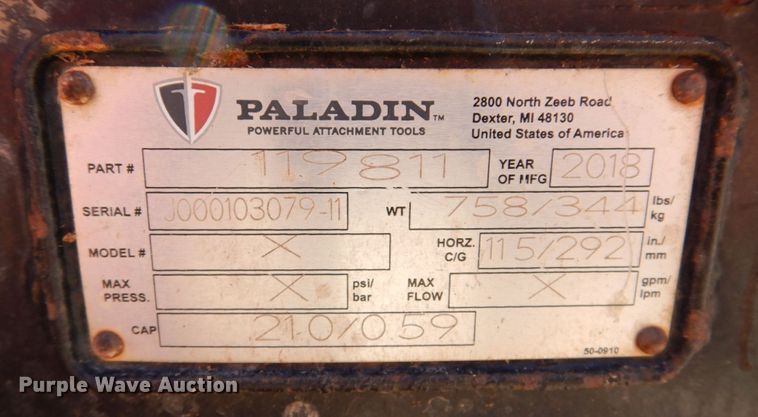 PALADIN™
POWERFUL ATTACHMENT TOOLS
2800 North Zeeb Road
Dexter, MI 48130
United States of America
PART # 119811 YEAR OF MFG 2018
SERIAL # J000103079-11 WT 758/344 lbs/ kg
MODEL # X HORZ. C/G 11.5/292 in./ mm
MAX PRESS. X psi/ bar MAX FLOW X gpm/ lpm
CAP 21.0/0.59
50-0910
Purple Wave Auction